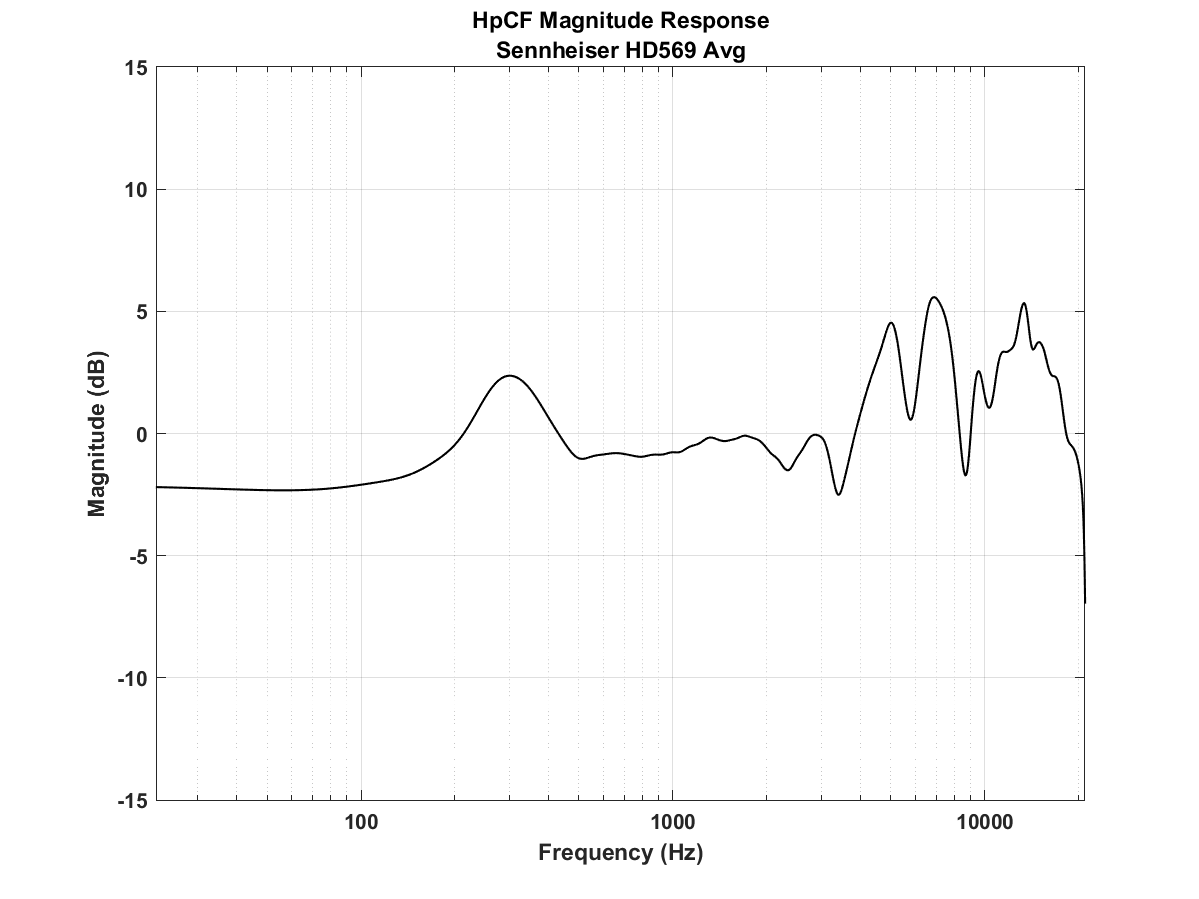 HpCF Magnitude Response
Sennheiser HD569 Avg
15
10
5
0
-5
-10
-15
Magnitude (dB)
100
1000
10000
Frequency (Hz)